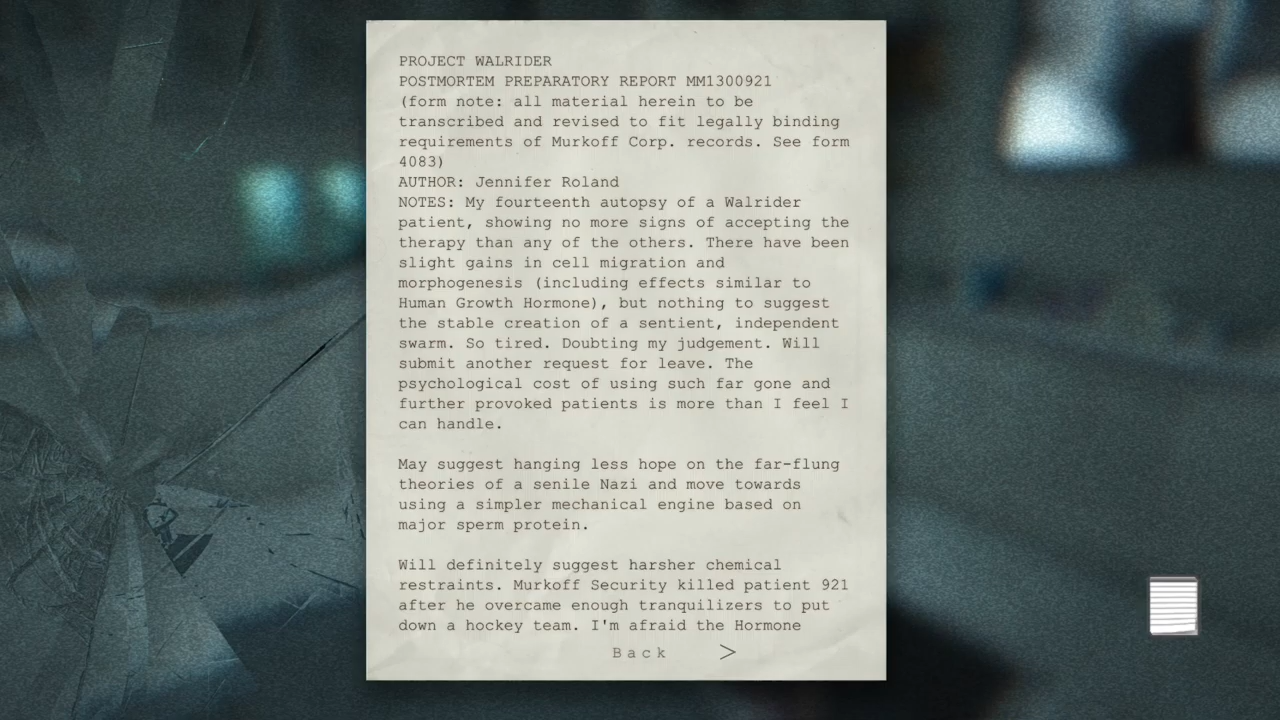 PROJECT WALRIDER
POSTMORTEM PREPARATORY REPORT MM1300921
(form note: all material herein to be
transcribed and revised to fit legally binding
requirements of Murkoff Corp. records. See form
4083)
AUTHOR: Jennifer Roland
NOTES: My fourteenth autopsy of a Walrider
patient, showing no more signs of accepting the
therapy than any of the others. There have been
slight gains in cell migration and
morphogenesis (including effects similar to
Human Growth Hormone), but nothing to suggest
the stable creation of a sentient, independent
swarm. So tired. Doubting my judgement. Will
submit another request for leave. The
psychological cost of using such far gone and
further provoked patients is more than I feel I
can handle.

May suggest hanging less hope on the far-flung
theories of a senile Nazi and move towards
using a simpler mechanical engine based on
major sperm protein.

Will definitely suggest harsher chemical
restraints. Murkoff Security killed patient 921
after he overcame enough tranquilizers to put
down a hockey team. I'm afraid the Hormone
Back >